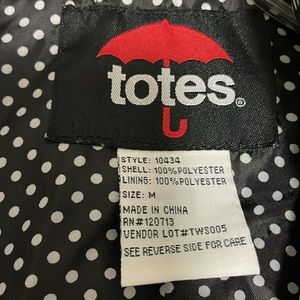 totes®
STYLE: 10434
SHELL: 100%POLYESTER
LINING: 100%POLYESTER
SIZE: M
MADE IN CHINA
RN#120713
VENDOR LOT#TWS005
SEE REVERSE SIDE FOR CARE